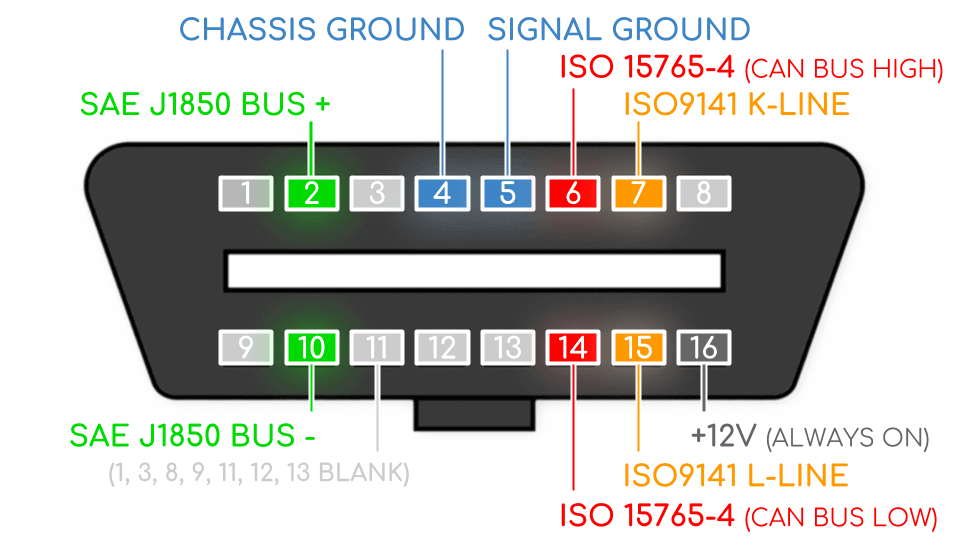 CHASSIS GROUND SIGNAL GROUND
ISO 15765-4 (CAN BUS HIGH)
SAE J1850 BUS + ISO9141 K-LINE
1 2 3 4 5 6 7 8
9 10 11 12 13 14 15 16
SAE J1850 BUS - +12V (ALWAYS ON)
(1, 3, 8, 9, 11, 12, 13 BLANK) ISO9141 L-LINE
ISO 15765-4 (CAN BUS LOW)